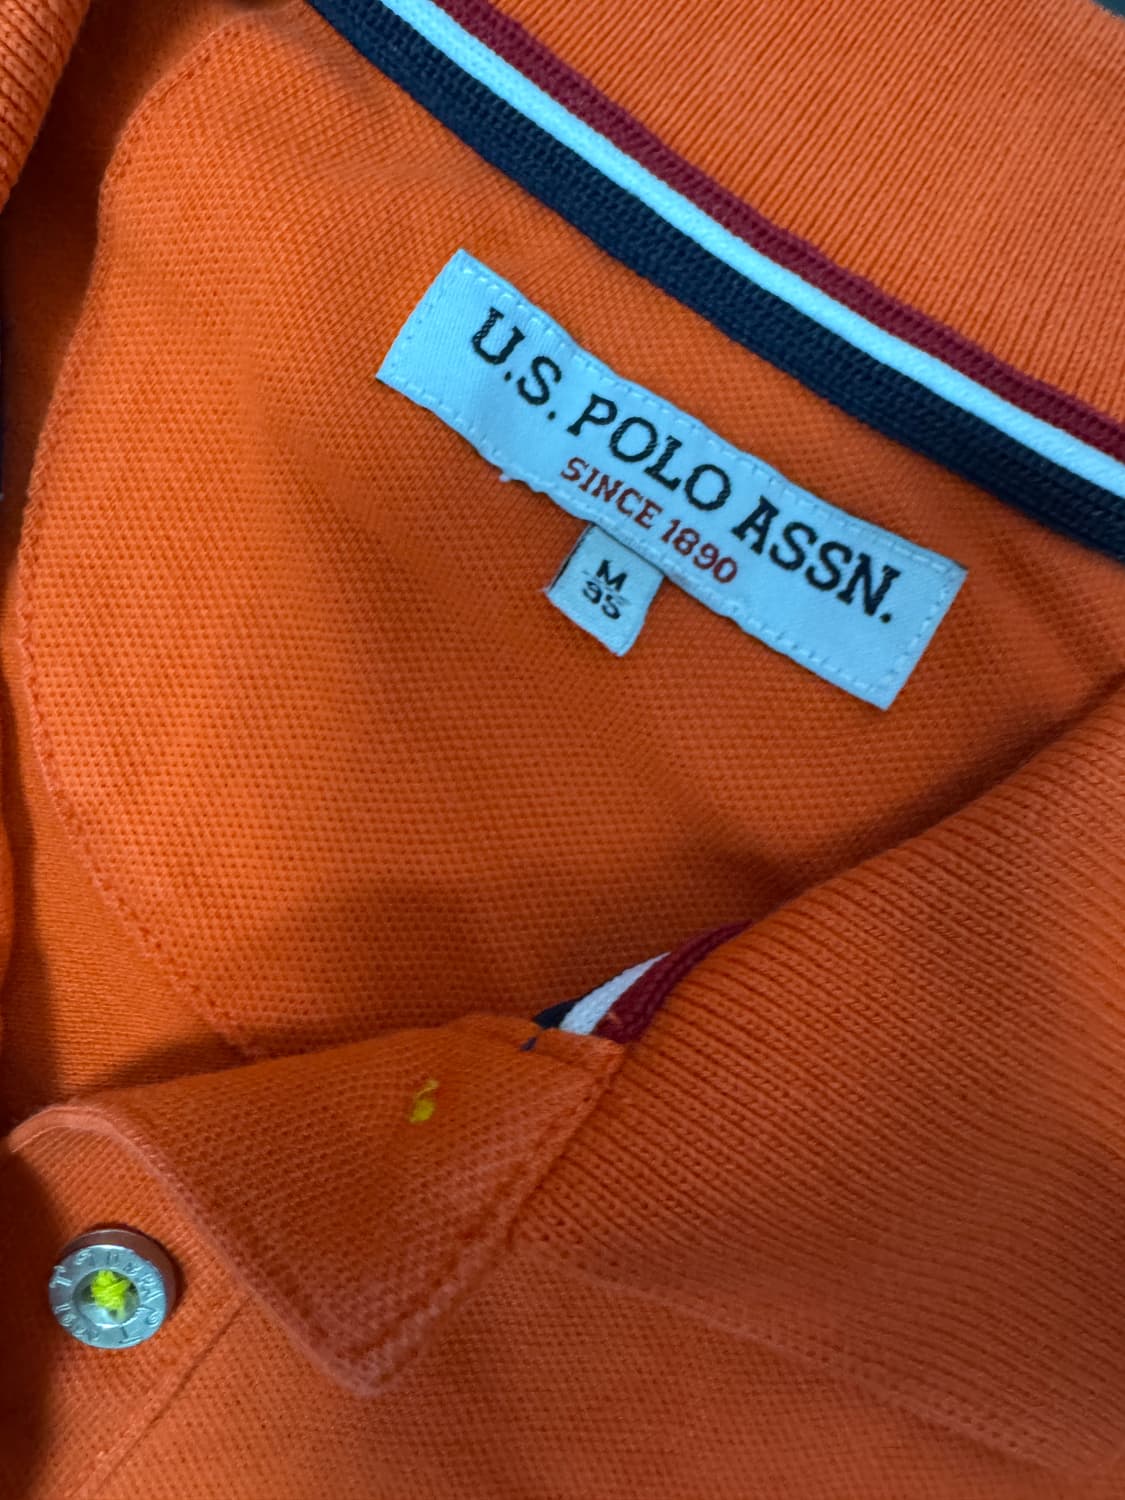 U.S. POLO ASSN.
SINCE 1890
M
95